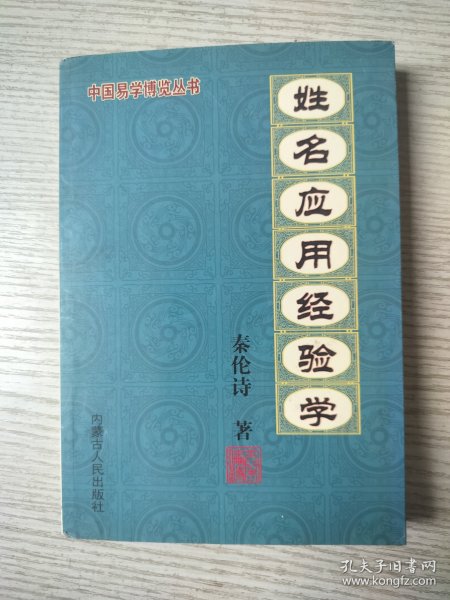 中国易学博览丛书
姓名应用经验学
秦伦诗 著
内蒙古人民出版社
孔夫子旧书网
www.kongfz.com